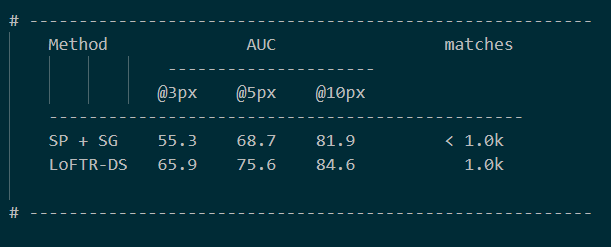 # ---------------------------------------------------------
Method AUC matches
---------------------
@3px @5px @10px
------------------------------------------------
SP + SG 55.3 68.7 81.9 < 1.0k
LoFTR-DS 65.9 75.6 84.6 1.0k
# ---------------------------------------------------------